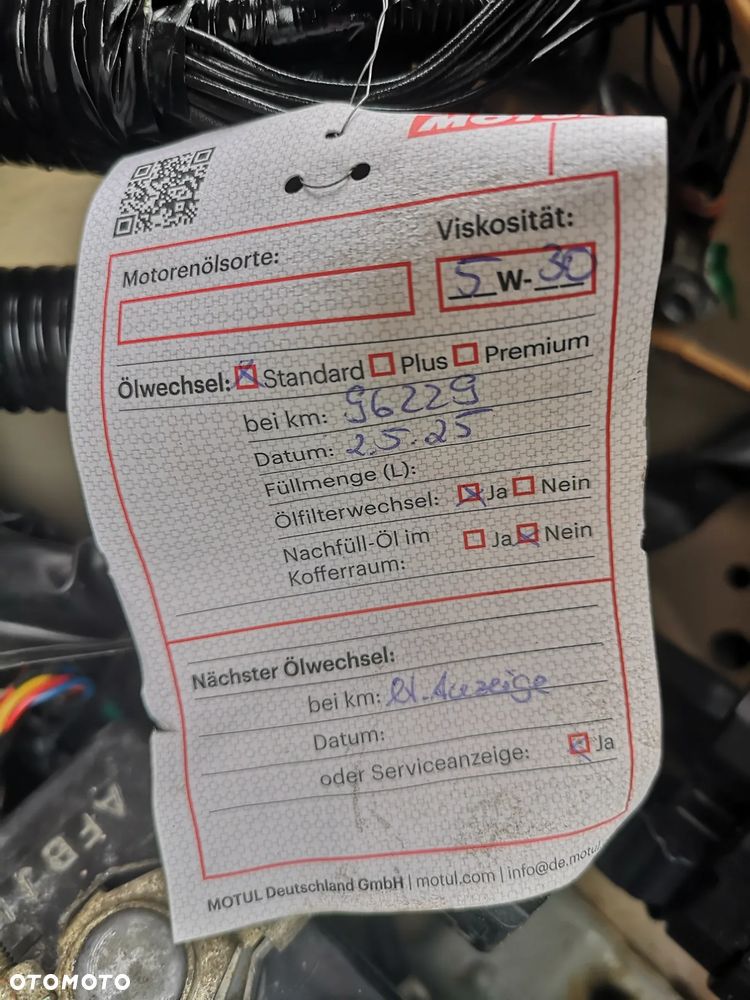 MOTUL
Viskosität:
Motorenölsorte:
5 W-30
Ölwechsel: Standard Plus Premium
bei km: 96229
Datum: 2.5.25
Füllmenge (L):
Ölfilterwechsel: Ja Nein
Nachfüll-Öl im Ja Nein
Kofferraum:
Nächster Ölwechsel:
bei km: lt. Anzeige
Datum:
oder Serviceanzeige: Ja
MOTUL Deutschland GmbH | motul.com | info@de.motul
AFB
OTOMOTO